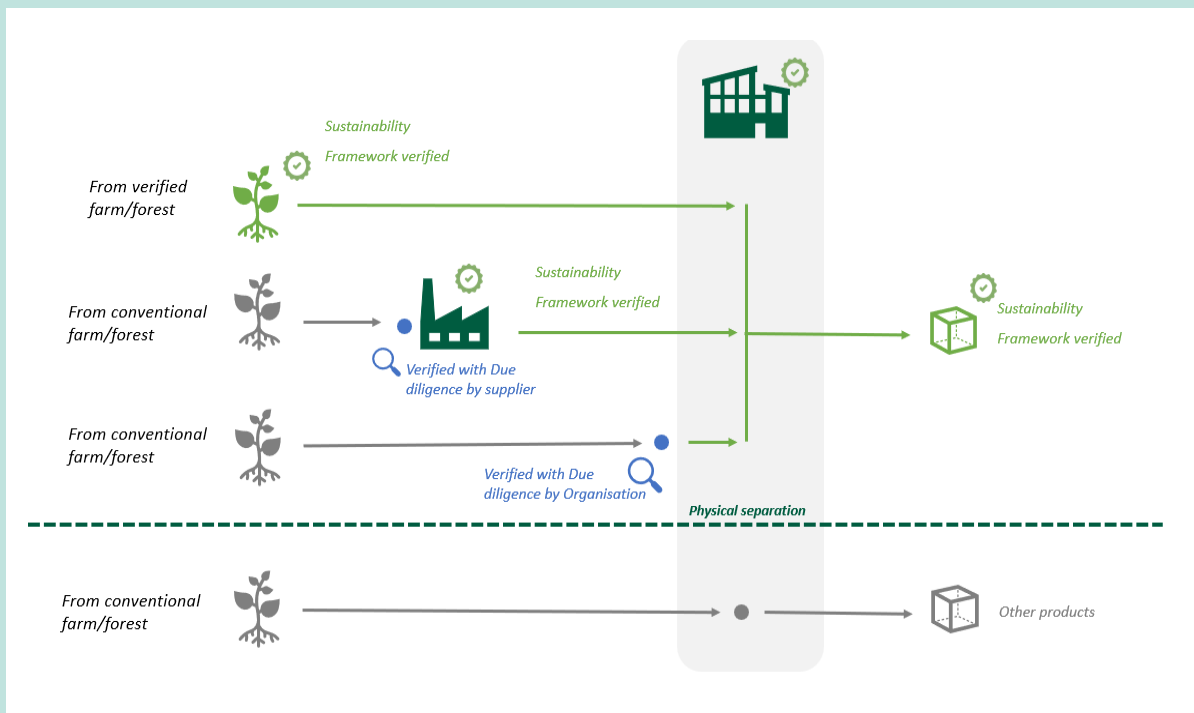 Sustainability
Framework verified
From verified
farm/forest
Sustainability
Framework verified
From conventional
farm/forest
Sustainability
Framework verified
Verified with Due
diligence by supplier
From conventional
farm/forest
Verified with Due
diligence by Organisation
Physical separation
From conventional
farm/forest
Other products